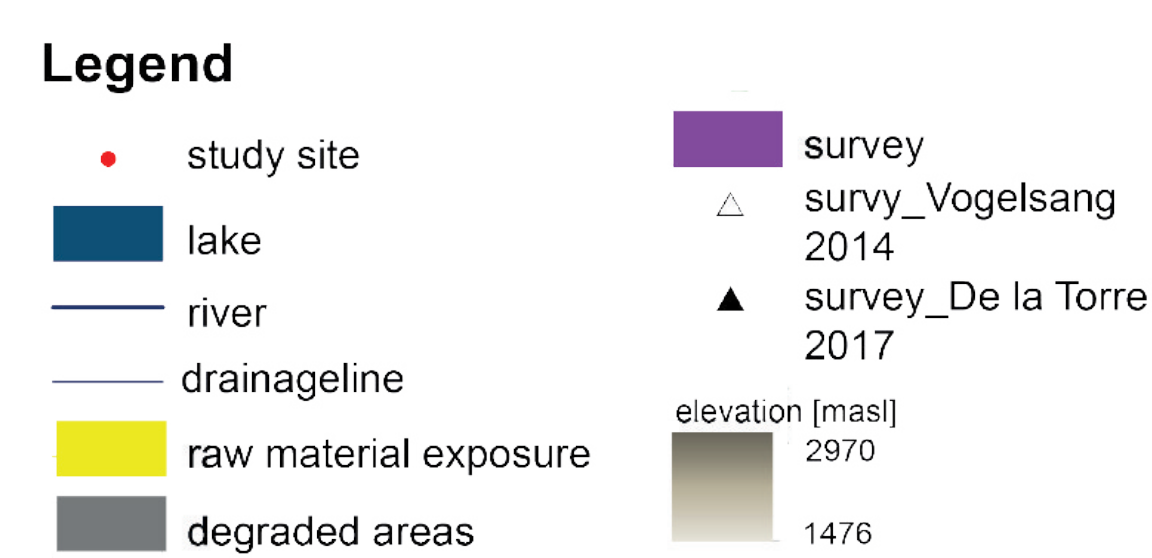 Legend
study site
lake
river
drainageline
raw material exposure
degraded areas
survey
survy_Vogelsang
2014
survey_De la Torre
2017
elevation [masl]
2970
1476